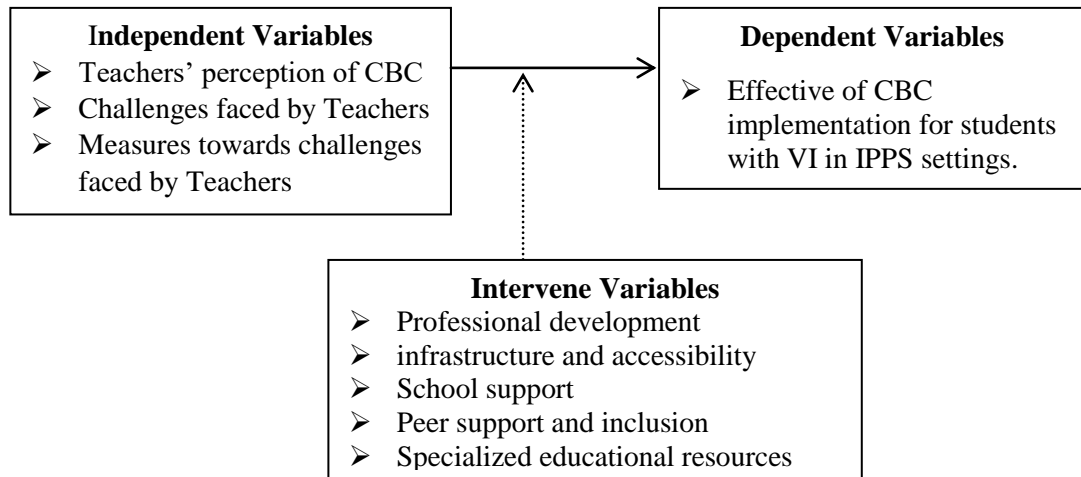 Independent Variables
➢ Teachers’ perception of CBC
➢ Challenges faced by Teachers
➢ Measures towards challenges
faced by Teachers
Dependent Variables
➢ Effective of CBC
implementation for students
with VI in IPPS settings.
Intervene Variables
➢ Professional development
➢ infrastructure and accessibility
➢ School support
➢ Peer support and inclusion
➢ Specialized educational resources